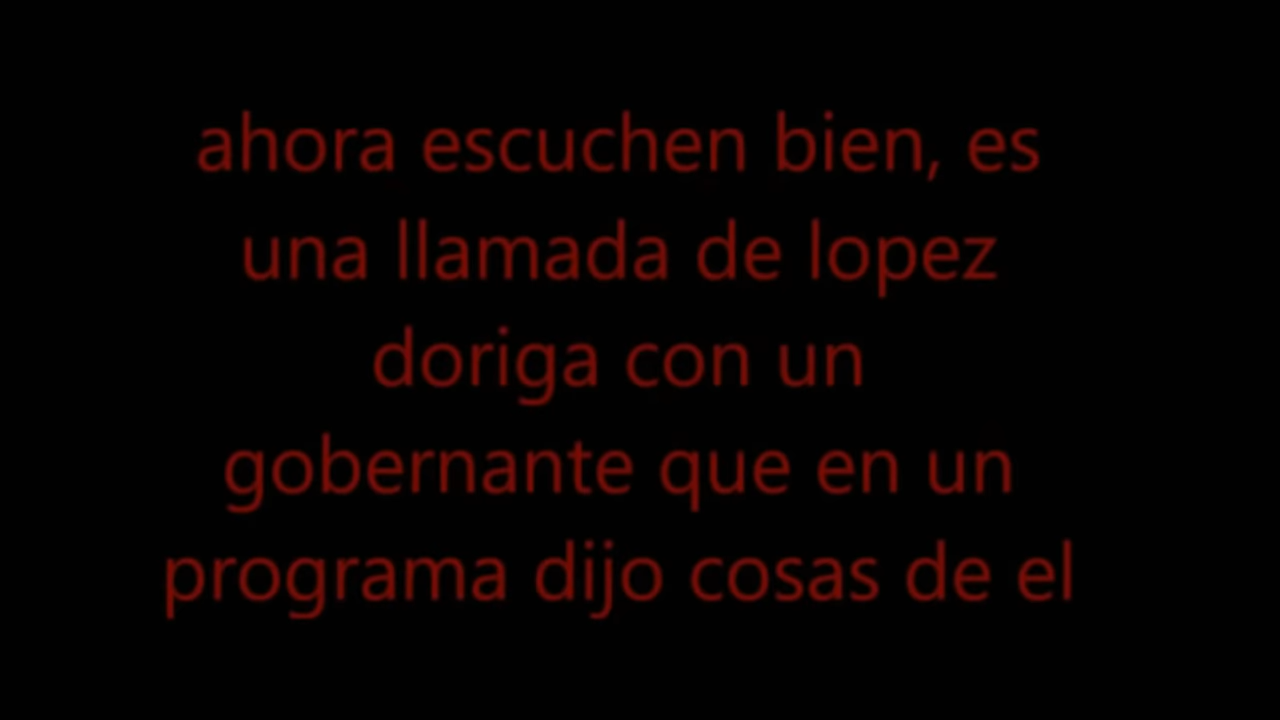 ahora escuchen bien, es
una llamada de lopez
doriga con un
gobernante que en un
programa dijo cosas de el